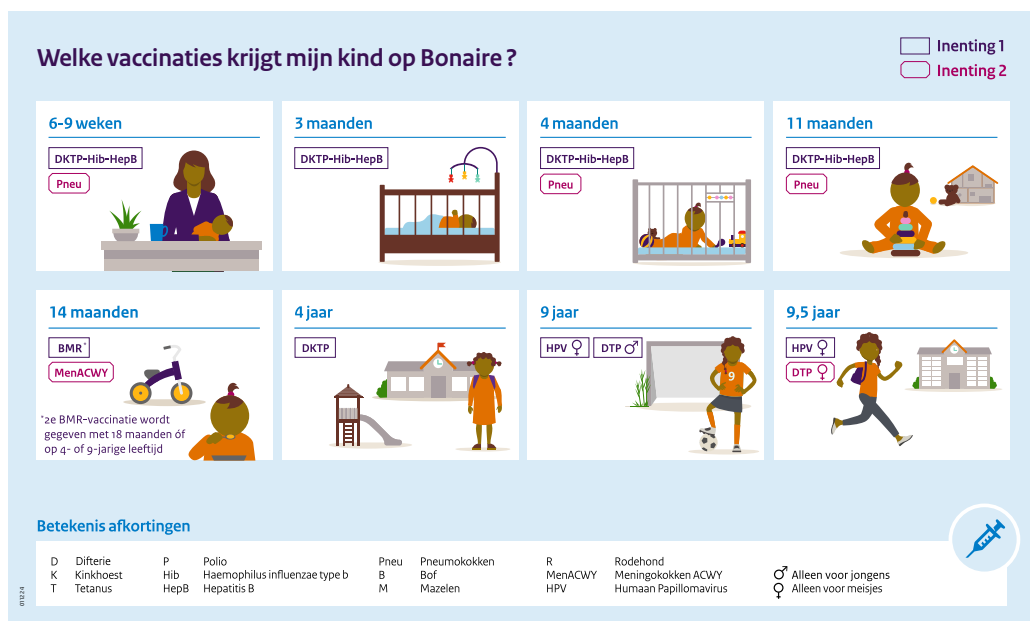 Welke vaccinaties krijgt mijn kind op Bonaire ?
Inenting 1
Inenting 2
6-9 weken
DKTP-Hib-HepB
Pneu
3 maanden
DKTP-Hib-HepB
4 maanden
DKTP-Hib-HepB
Pneu
11 maanden
DKTP-Hib-HepB
Pneu
14 maanden
BMR*
MenACWY
*2e BMR-vaccinatie wordt
gegeven met 18 maanden óf
op 4- of 9-jarige leeftijd
4 jaar
DKTP
9 jaar
HPV ♀ DTP ♂
9
9,5 jaar
HPV ♀
DTP ♀
Betekenis afkortingen
D Difterie
K Kinkhoest
T Tetanus
P Polio
Hib Haemophilus influenzae type b
HepB Hepatitis B
Pneu Pneumokokken
B Bof
M Mazelen
R Rodehond
MenACWY Meningokokken ACWY
HPV Humaan Papillomavirus
♂ Alleen voor jongens
♀ Alleen voor meisjes
011224